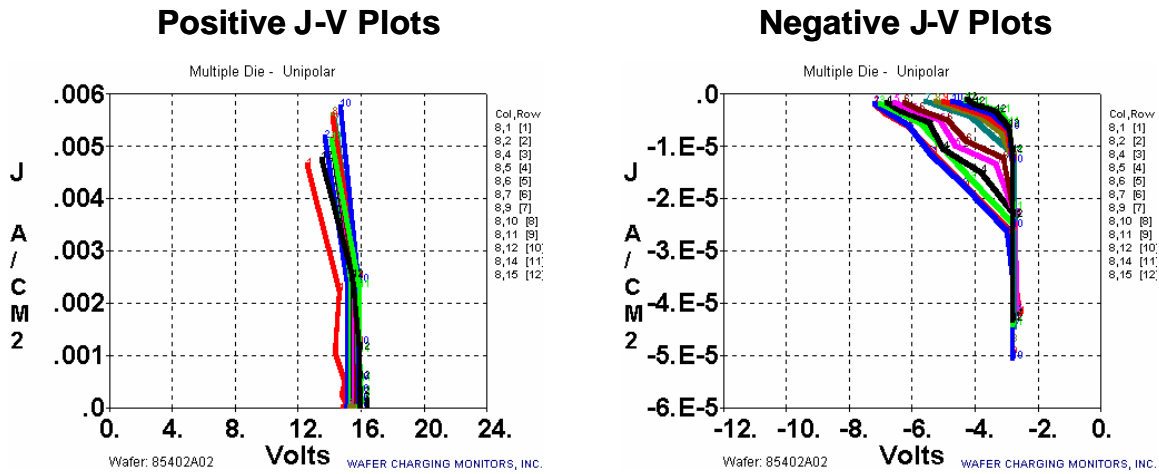 Positive J-V Plots
Multiple Die - Unipolar
.006
.005
.004
.003
.002
.001
.0
J
A
/
C
M
2
0.
4.
8.
12.
16.
20.
24.
Volts
Col,Row
8,1 [1]
8,2 [2]
8,4 [3]
8,5 [4]
8,6 [5]
8,7 [6]
8,9 [7]
8,10 [8]
8,11 [9]
8,12 [10]
8,14 [11]
8,15 [12]
Wafer: 85402A02
WAFER CHARGING MONITORS, INC.
Negative J-V Plots
Multiple Die - Unipolar
.0
-1.E-5
-2.E-5
-3.E-5
-4.E-5
-5.E-5
-6.E-5
J
A
/
C
M
2
-12.
-10.
-8.
-6.
-4.
-2.
0.
Volts
Col,Row
8,1 [1]
8,2 [2]
8,4 [3]
8,5 [4]
8,6 [5]
8,7 [6]
8,9 [7]
8,10 [8]
8,11 [9]
8,12 [10]
8,14 [11]
8,15 [12]
Wafer: 85402A02
WAFER CHARGING MONITORS, INC.